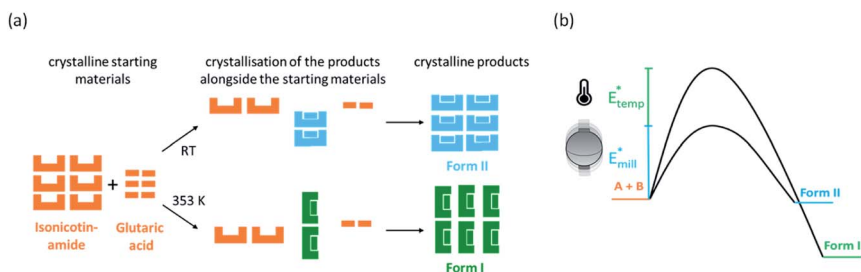 (a)
crystalline starting
materials
crystallisation of the products
alongside the starting materials
crystalline products
RT
353 K
Isonicotin-
amide
+
Glutaric
acid
Form II
Form I
(b)
E*temp
E*mill
A + B
Form II
Form I